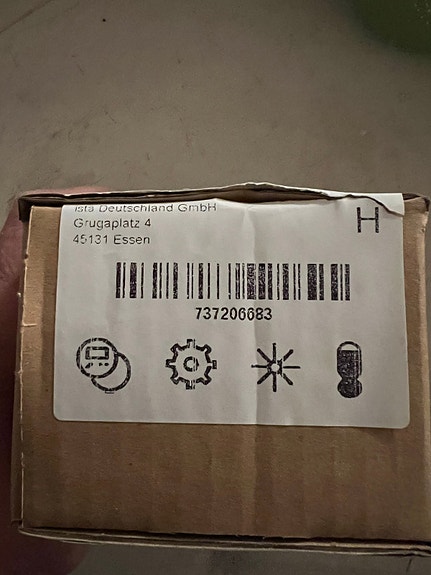 ista Deutschland GmbH
H
Grugaplatz 4
45131 Essen
737206683